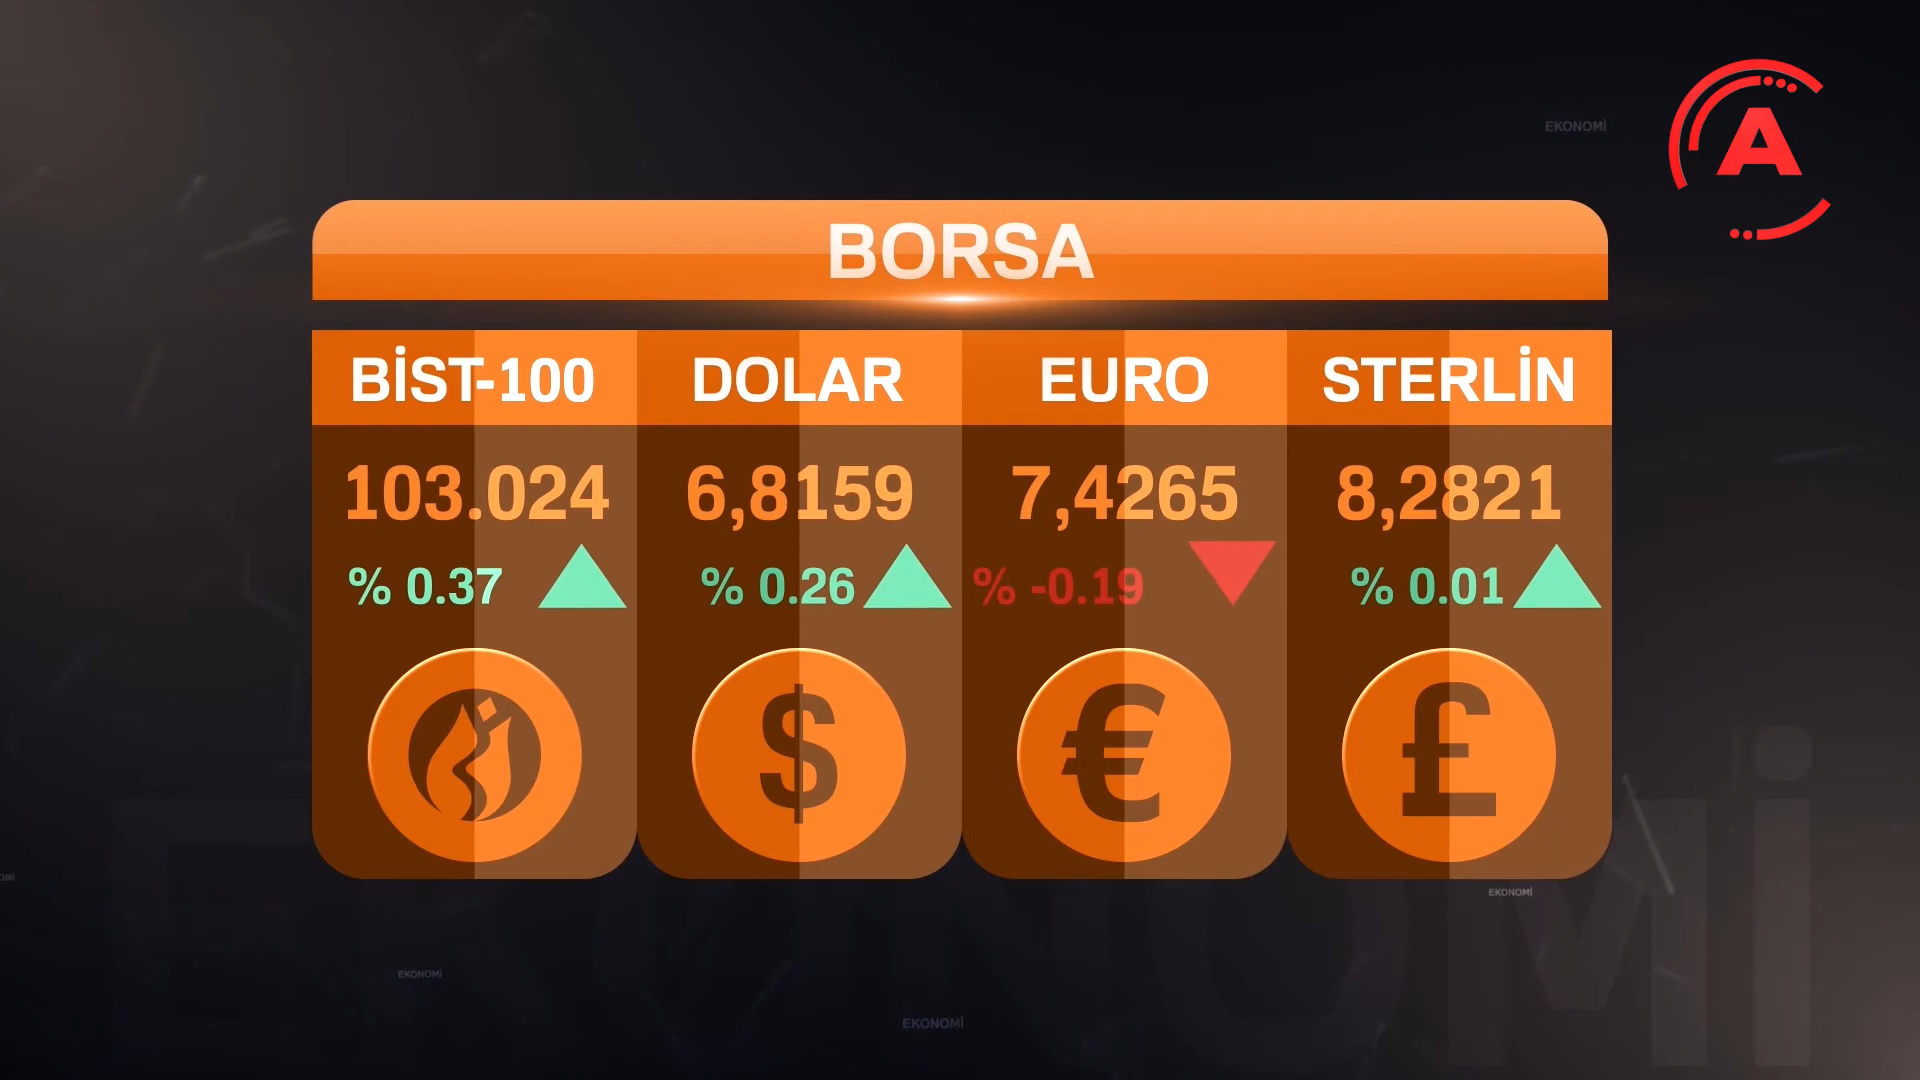 EKONOMİ
A
BORSA
BİST-100 DOLAR EURO STERLİN
103.024 6,8159 7,4265 8,2821
% 0.37 % 0.26 % -0.19 % 0.01
$ € £
EKONOMİ
EKONOMİ
EKONOMİ
EKONOMİ